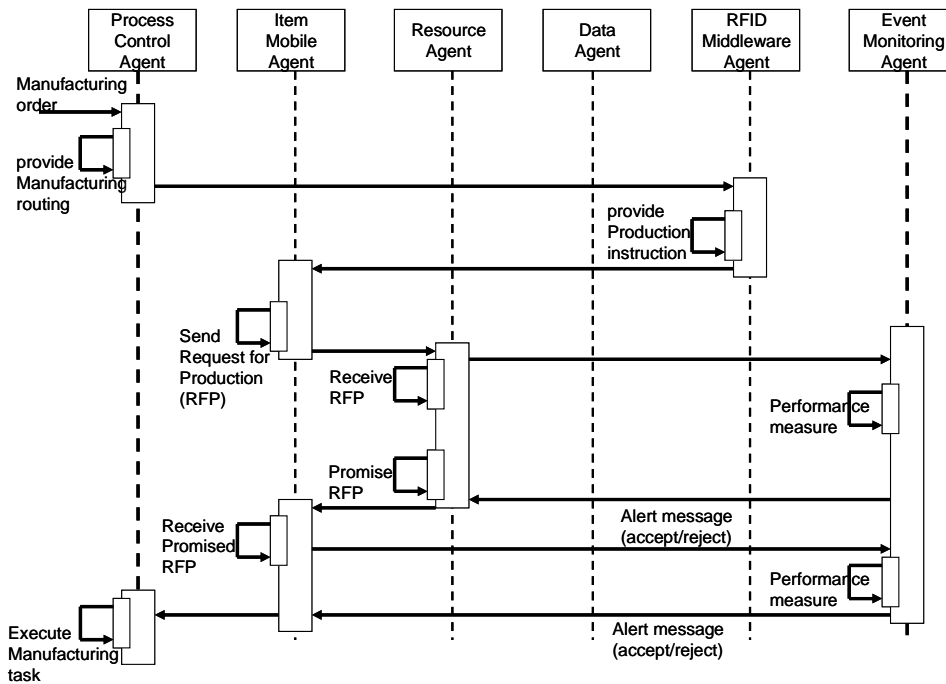 Process
Control
Agent
Item
Mobile
Agent
Resource
Agent
Data
Agent
RFID
Middleware
Agent
Event
Monitoring
Agent
Manufacturing
order
provide
Manufacturing
routing
provide
Production
instruction
Send
Request for
Production
(RFP)
Receive
RFP
Performance
measure
Promise
RFP
Alert message
(accept/reject)
Receive
Promised
RFP
Performance
measure
Execute
Manufacturing
task
Alert message
(accept/reject)